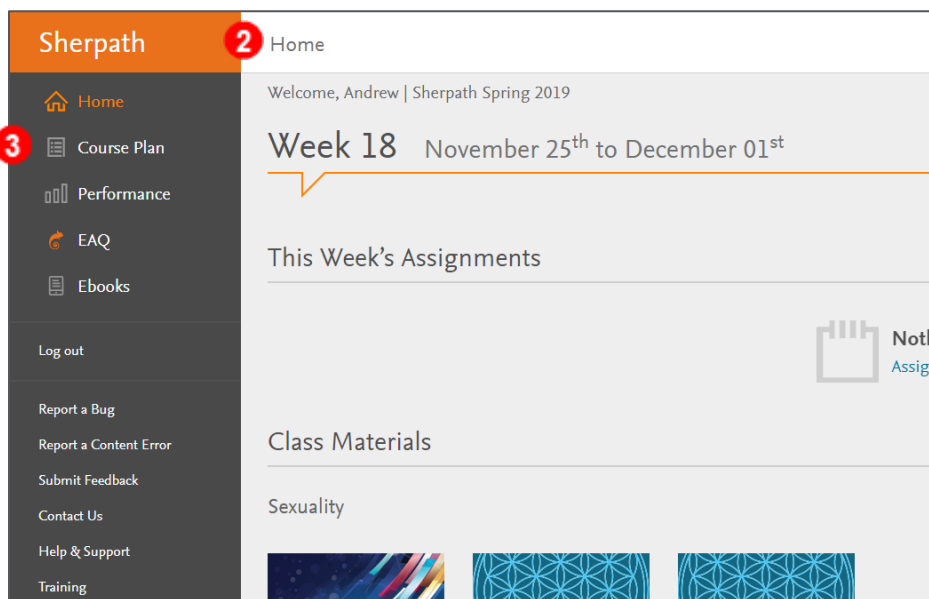 Sherpath
2 Home
Home
3 Course Plan
Performance
EAQ
Ebooks
Log out
Report a Bug
Report a Content Error
Submit Feedback
Contact Us
Help & Support
Training
Welcome, Andrew | Sherpath Spring 2019
Week 18 November 25th to December 01st
This Week's Assignments
Class Materials
Sexuality